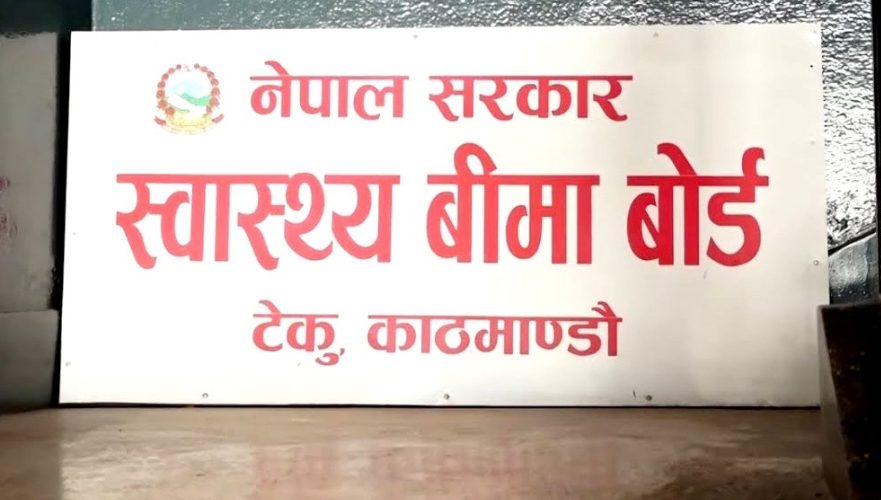 नेपाल सरकार
स्वास्थ्य बीमा बोर्ड
टेकु, काठमाण्डौ